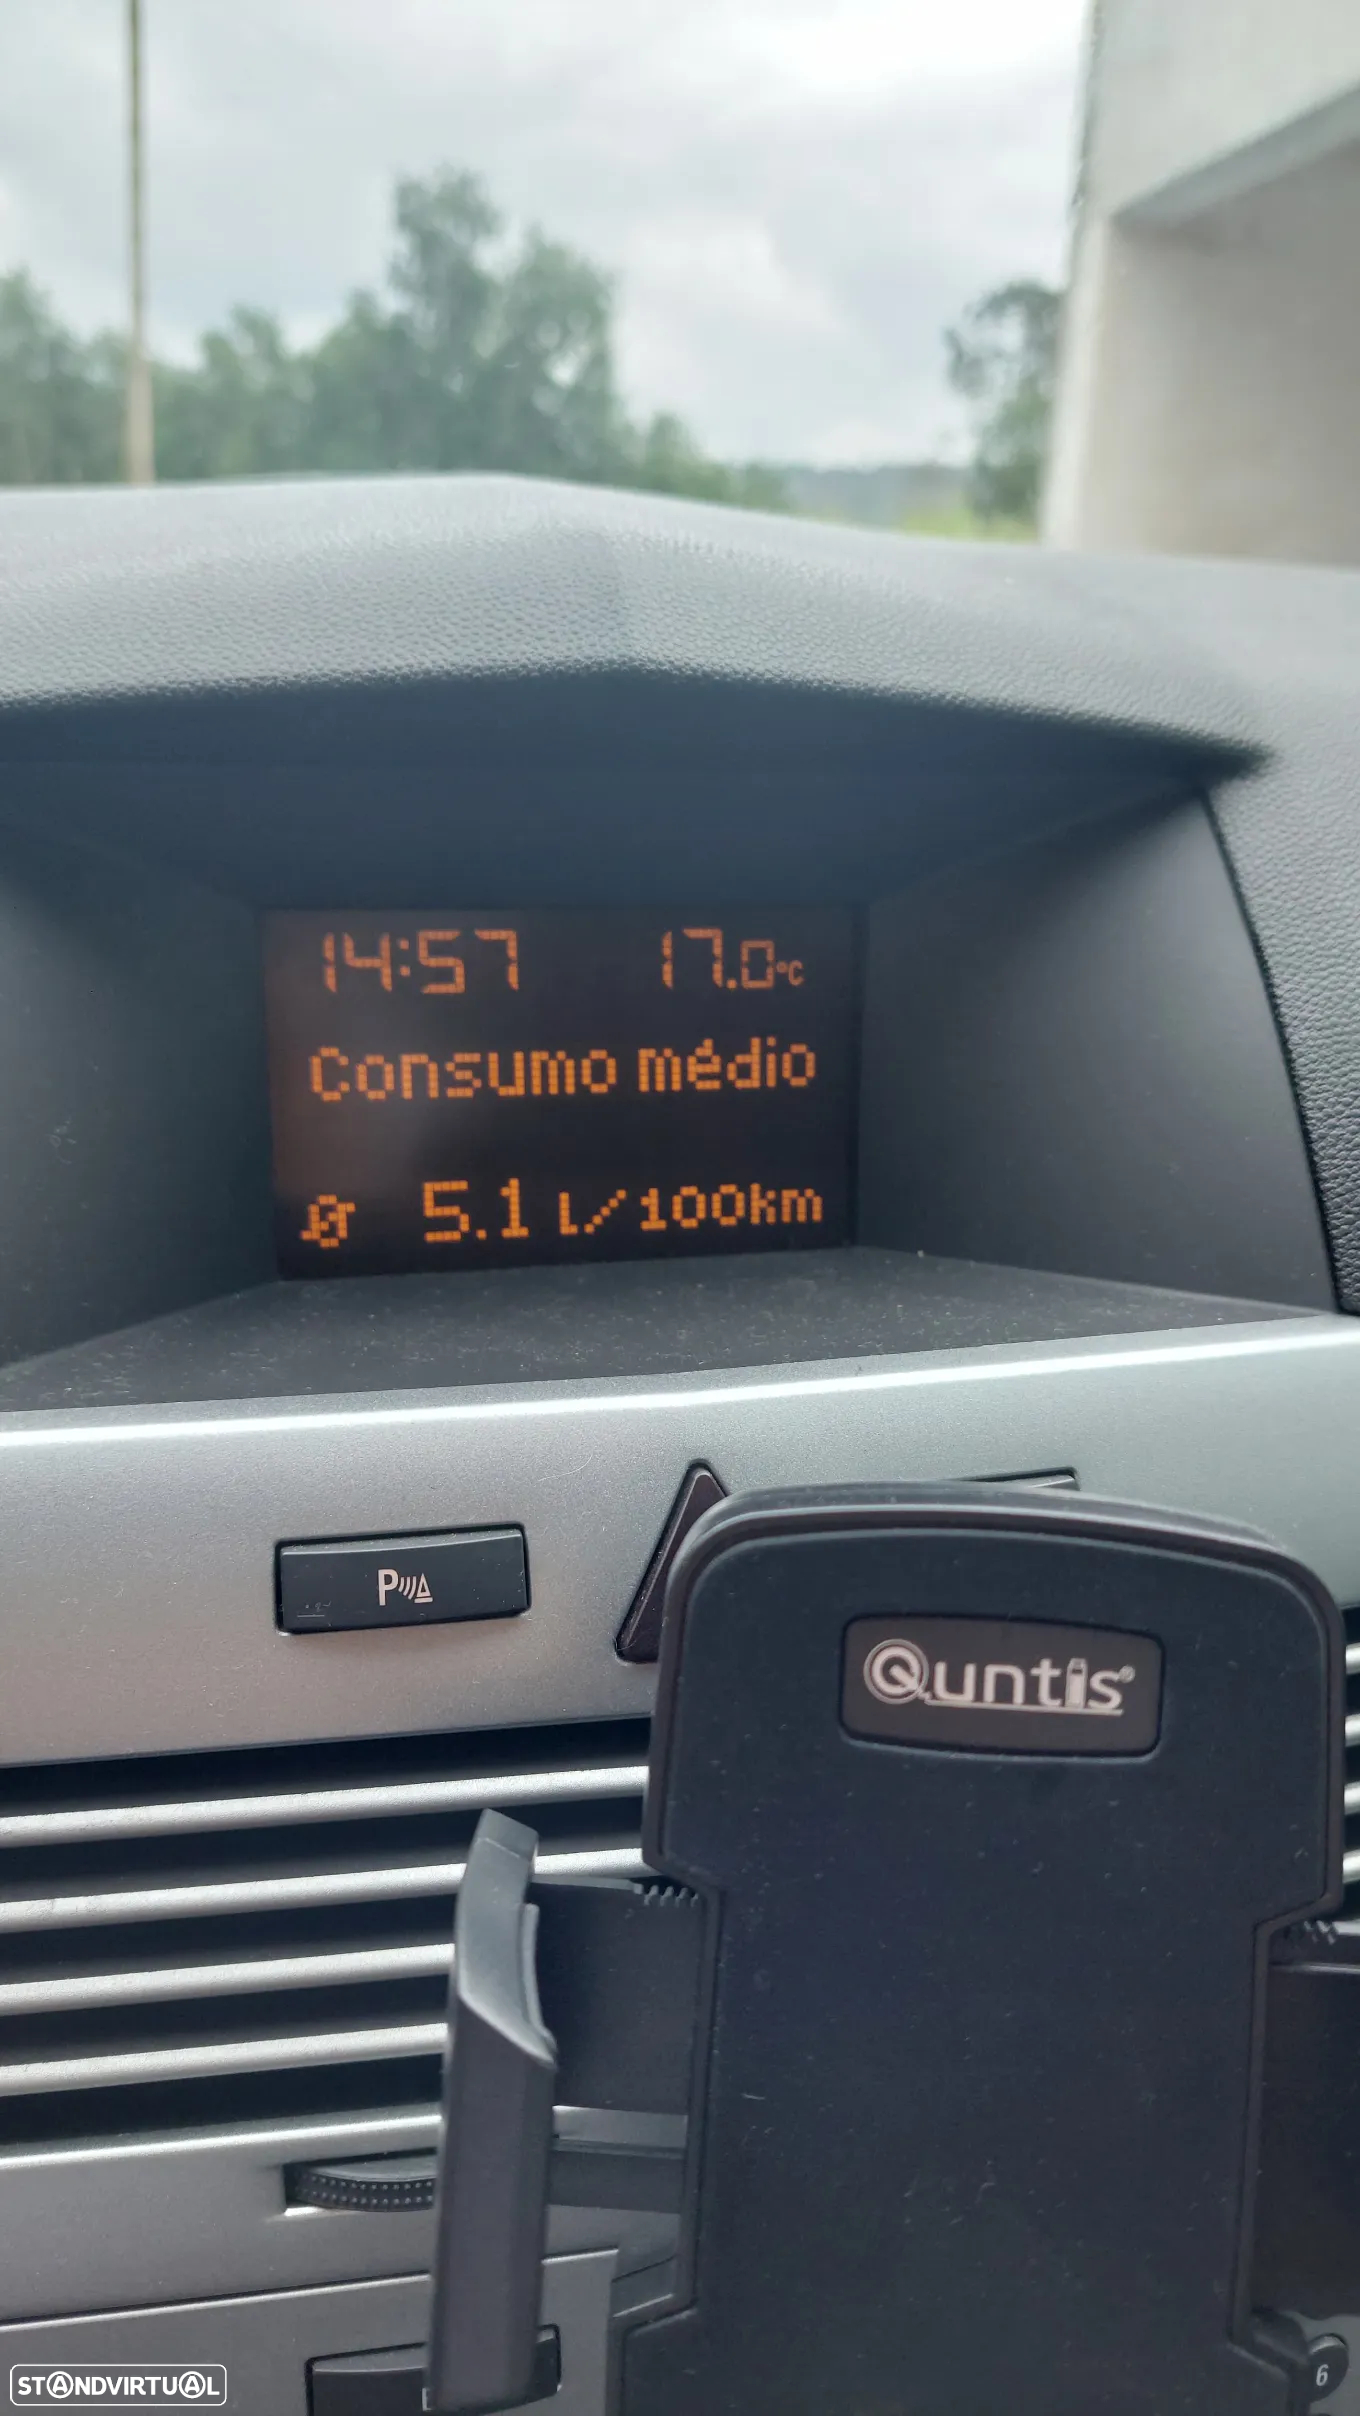 14:57 17.0°C
Consumo médio
5.1 l/100km
P
Quntis®
6
STANDVIRTUAL